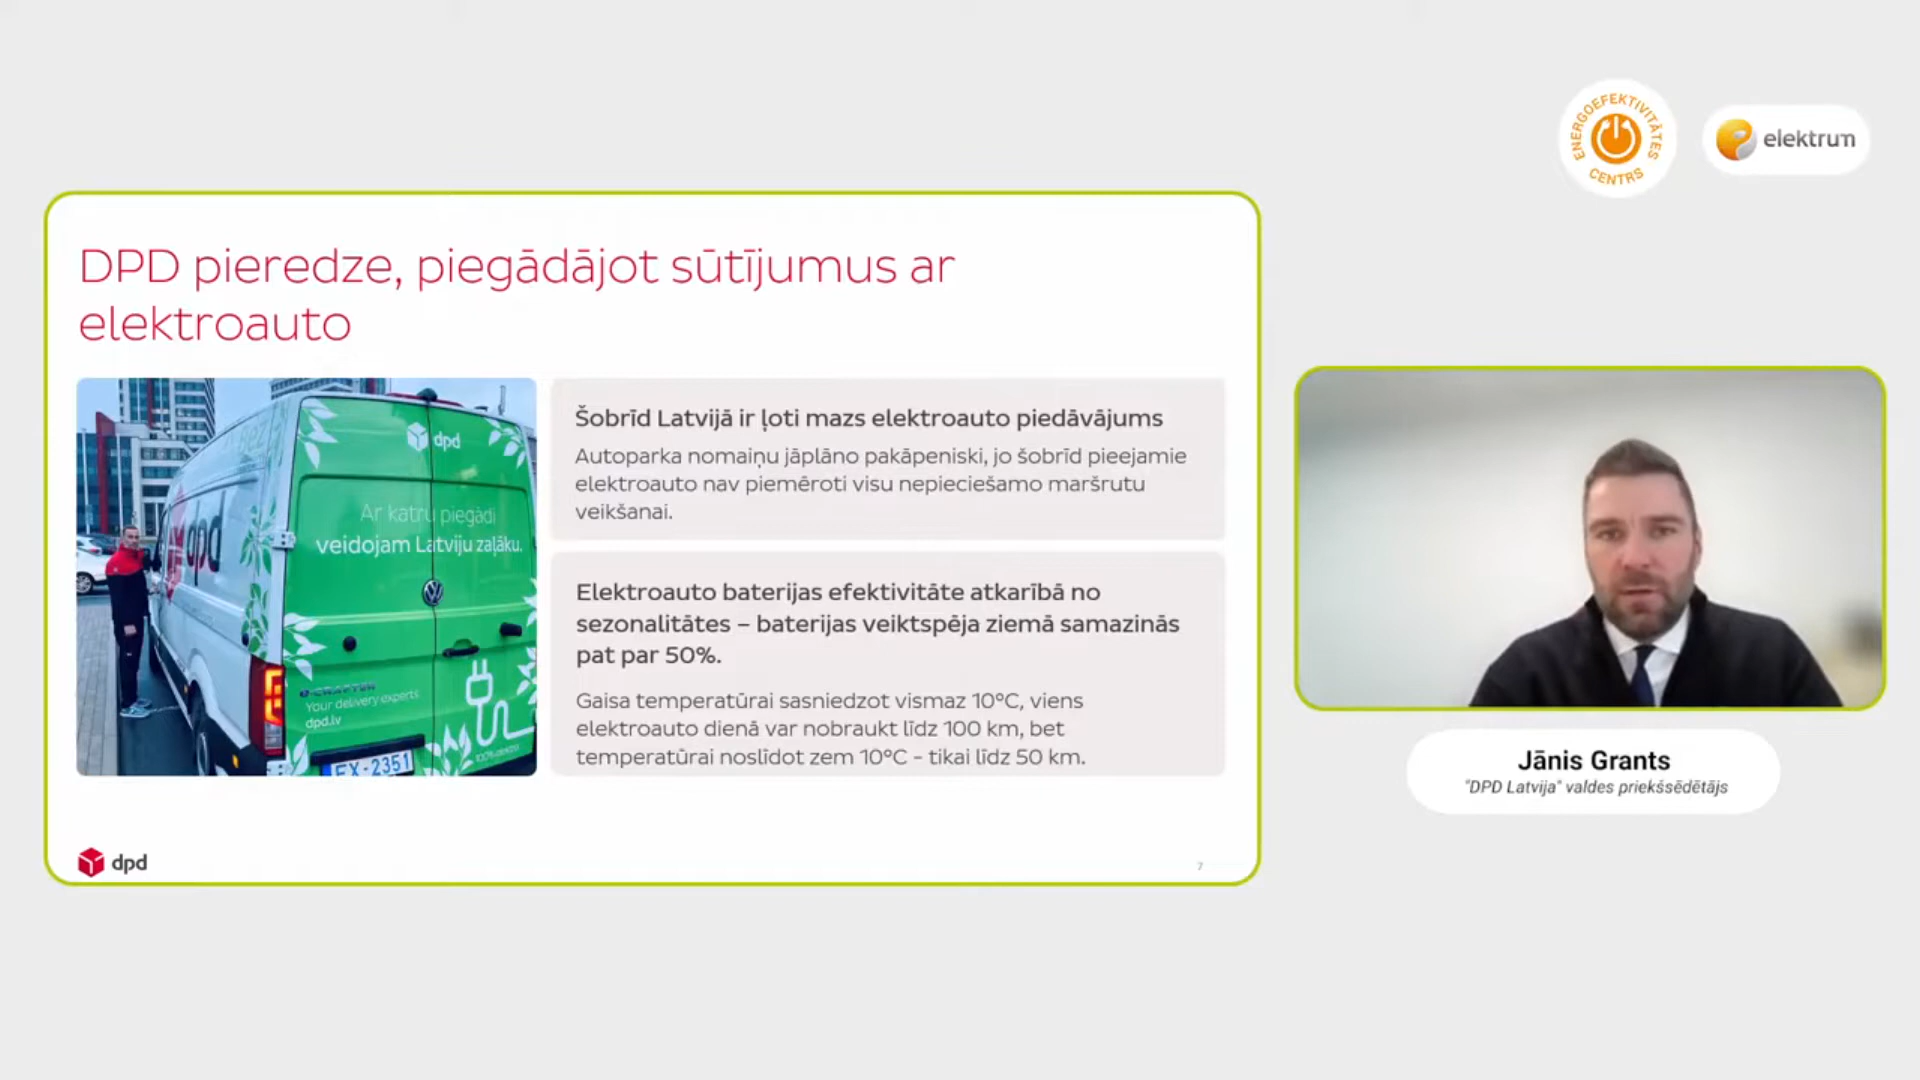 ENERGOEFEKTIVITĀTES
CENTRS
elektrum
DPD pieredze, piegādājot sūtījumus ar
elektroauto
dpd
Ar katru piegādi
veidojam Latviju zaļāku.
dpd
e-CRAFTER
Your delivery experts
dpd.lv
100% elektro
EX-2351
Šobrīd Latvijā ir ļoti mazs elektroauto piedāvājums
Autoparka nomaiņu jāplāno pakāpeniski, jo šobrīd pieejamie
elektroauto nav piemēroti visu nepieciešamo maršrutu
veikšanai.
Elektroauto baterijas efektivitāte atkarībā no
sezonalitātes – baterijas veiktspēja ziemā samazinās
pat par 50%.
Gaisa temperatūrai sasniedzot vismaz 10°C, viens
elektroauto dienā var nobraukt līdz 100 km, bet
temperatūrai noslīdot zem 10°C - tikai līdz 50 km.
dpd
7
Jānis Grants
"DPD Latvija" valdes priekšsēdētājs